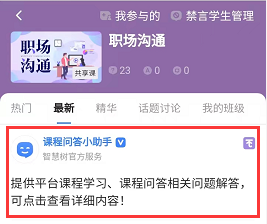 我参与的 禁言学生管理
职场
沟通
共享课
职场沟通
23 0 0
热门 最新 精华 话题讨论 我的班级
课程问答小助手
智慧树官方服务
提供平台课程学习、课程问答相关问题解答，
可点击查看详细内容！